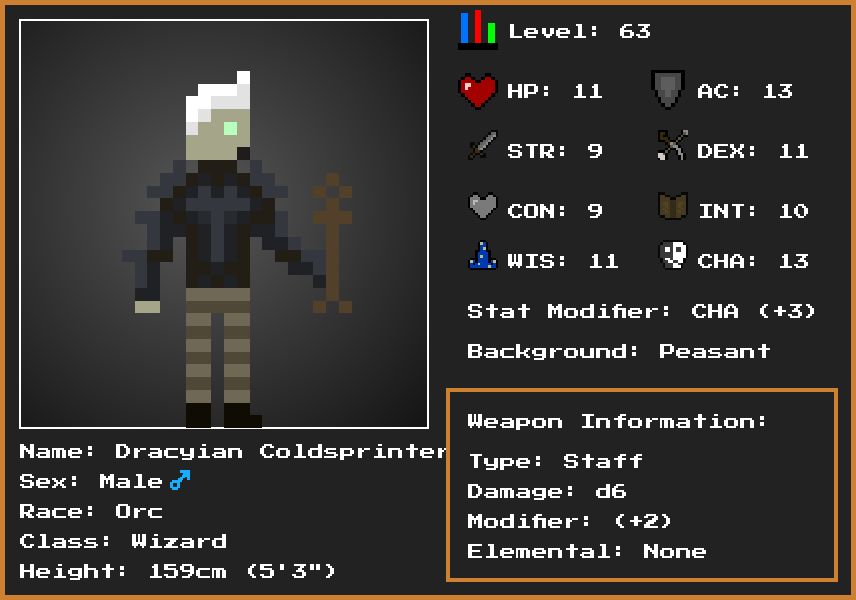 Level: 63
HP: 11
AC: 13
STR: 9
DEX: 11
CON: 9
INT: 10
WIS: 11
CHA: 13
Stat Modifier: CHA (+3)
Background: Peasant
Name: Dracyian Coldsprinter
Sex: Male♂
Race: Orc
Class: Wizard
Height: 159cm (5'3")
Weapon Information:
Type: Staff
Damage: d6
Modifier: (+2)
Elemental: None